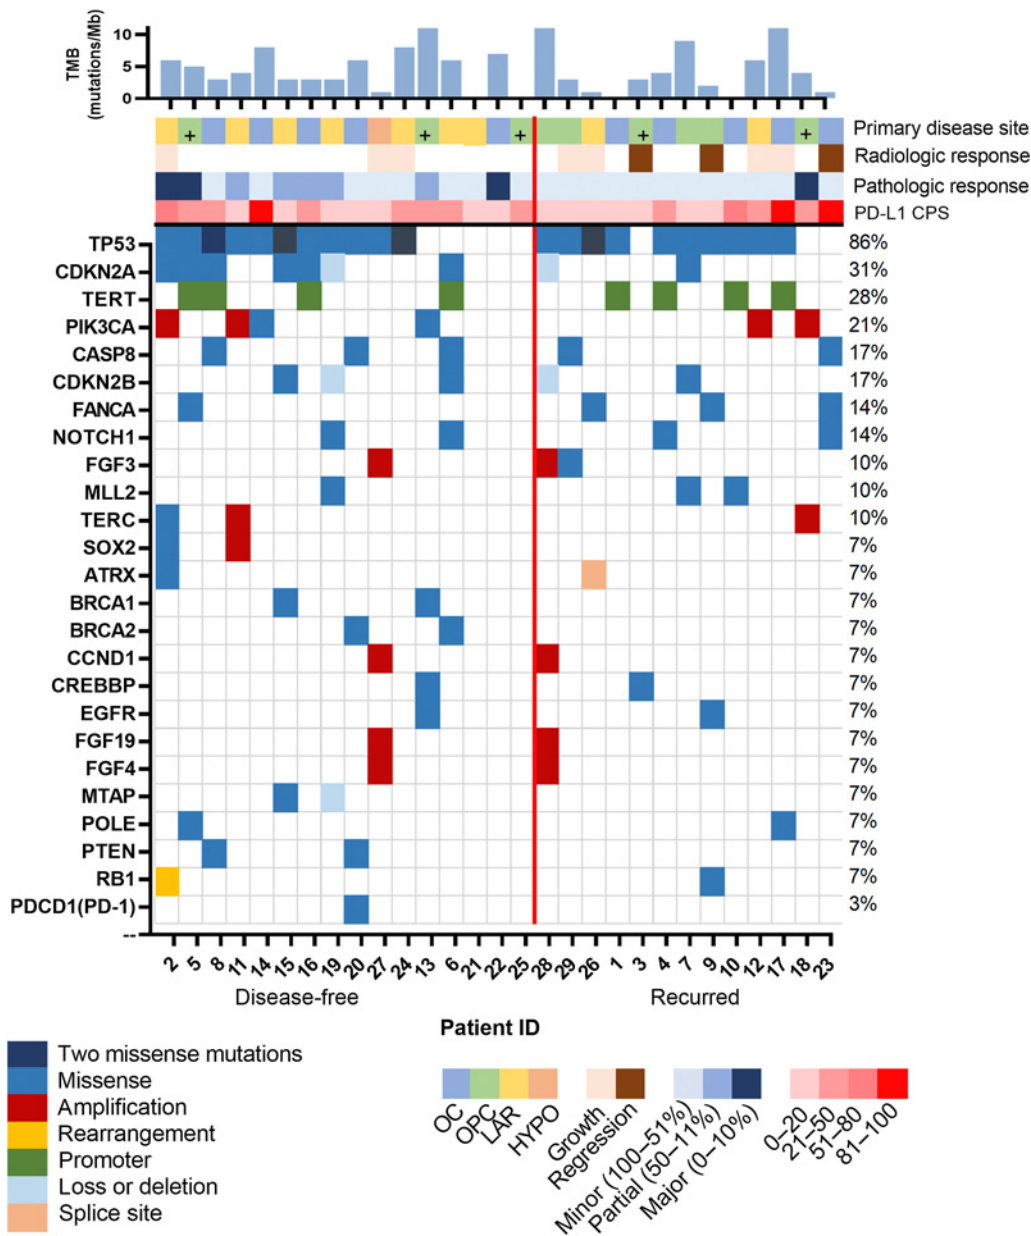 TMB
(mutations/Mb)
10
5
0
+ + + + +
Primary disease site
Radiologic response
Pathologic response
PD-L1 CPS
TP53 86%
CDKN2A 31%
TERT 28%
PIK3CA 21%
CASP8 17%
CDKN2B 17%
FANCA 14%
NOTCH1 14%
FGF3 10%
MLL2 10%
TERC 10%
SOX2 7%
ATRX 7%
BRCA1 7%
BRCA2 7%
CCND1 7%
CREBBP 7%
EGFR 7%
FGF19 7%
FGF4 7%
MTAP 7%
POLE 7%
PTEN 7%
RB1 7%
PDCD1(PD-1) 3%
--
2 5 8 11 14 15 16 19 20 27 24 13 6 21 22 25 28 29 26 1 3 4 7 9 10 12 17 18 23
Disease-free Recurred
Patient ID
Two missense mutations
Missense
Amplification
Rearrangement
Promoter
Loss or deletion
Splice site
OC
OPC
LAR
HYPO
Growth
Regression
Minor (100–51%)
Partial (50–11%)
Major (0–10%)
0–20
21–50
51–80
81–100